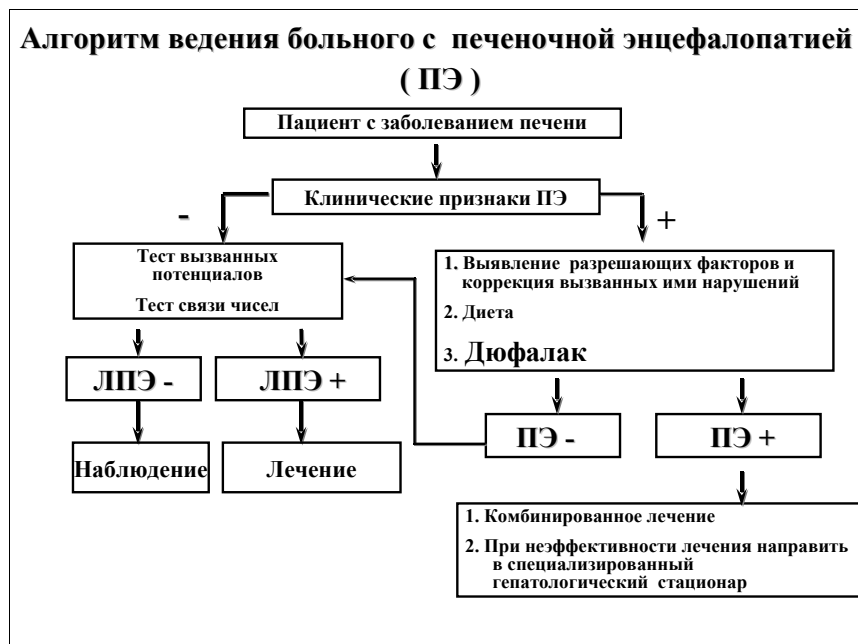 Алгоритм ведения больного с печеночной энцефалопатией
( ПЭ )
Пациент с заболеванием печени
Клинические признаки ПЭ
-
+
Тест вызванных
потенциалов
Тест связи чисел
1. Выявление разрешающих факторов и
коррекция вызванных ими нарушений
2. Диета
3. Дюфалак
ЛПЭ -
ЛПЭ +
ПЭ -
ПЭ +
Наблюдение
Лечение
1. Комбинированное лечение
2. При неэффективности лечения направить
в специализированный
гепатологический стационар